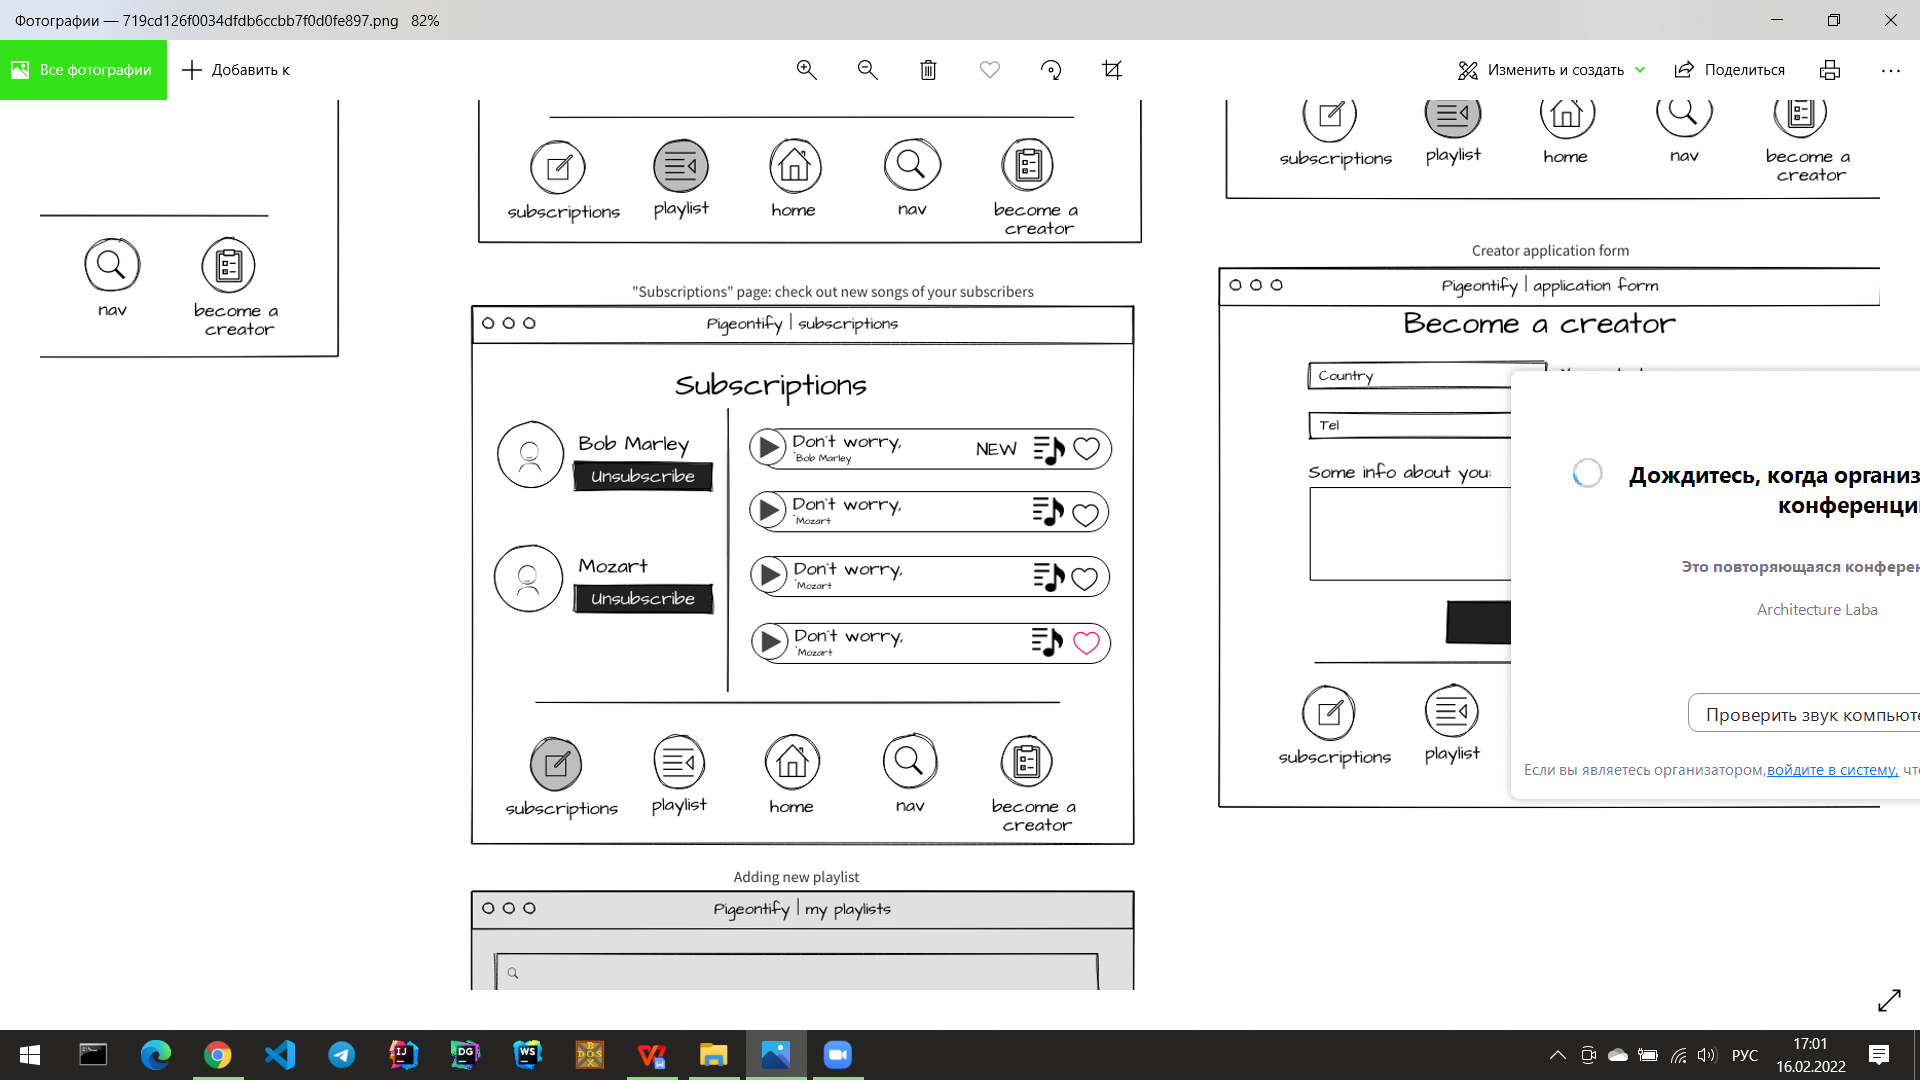 Фотографии — 719cd126f0034dfdb6ccbb7f0d0fe897.png 82%
Все фотографии
Добавить к
Изменить и создать
Поделиться
nav
become a
creator
subscriptions
playlist
home
nav
become a
creator
subscriptions
playlist
home
nav
become a
creator
"Subscriptions" page: check out new songs of your subscribers
Pigeontify | subscriptions
Subscriptions
Bob Marley
Unsubscribe
Mozart
Unsubscribe
Don't worry,
Bob Marley
NEW
Don't worry,
Mozart
Don't worry,
Mozart
Don't worry,
Mozart
subscriptions
playlist
home
nav
become a
creator
Creator application form
Pigeontify | application form
Become a creator
Country
Tel
Some info about you:
subscriptions
playlist
Дождитесь, когда организ
конференци
Это повторяющаяся конферен
Architecture Laba
Проверить звук компьюте
Если вы являетесь организатором, войдите в систему, чт
Adding new playlist
Pigeontify | my playlists
РУС
17:01
16.02.2022